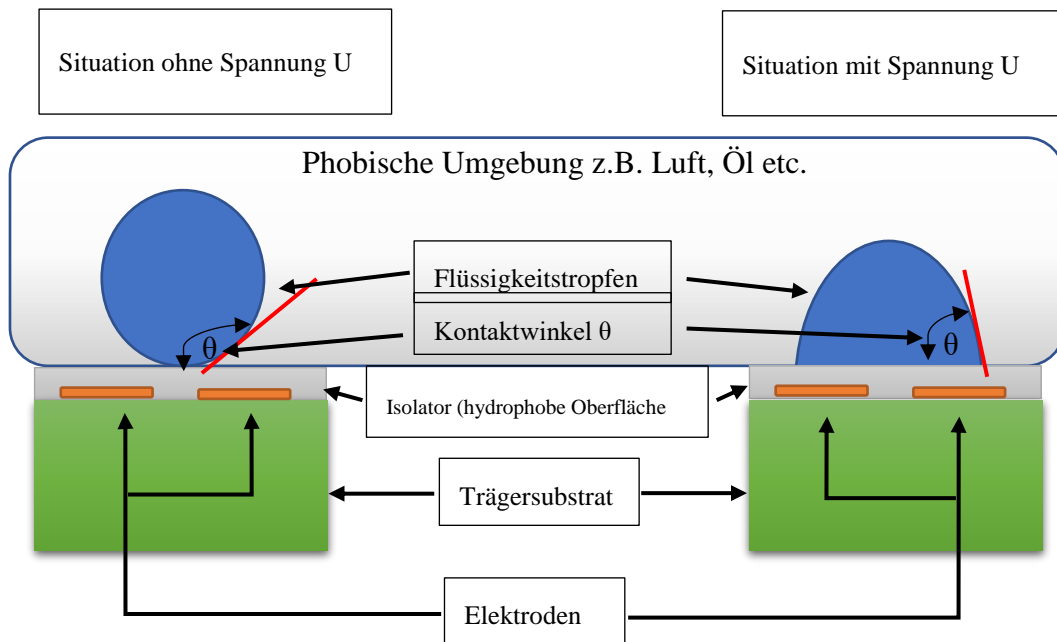 Situation ohne Spannung U
Situation mit Spannung U
Phobische Umgebung z.B. Luft, Öl etc.
Flüssigkeitstropfen
Kontaktwinkel θ
θ
θ
Isolator (hydrophobe Oberfläche
Trägersubstrat
Elektroden